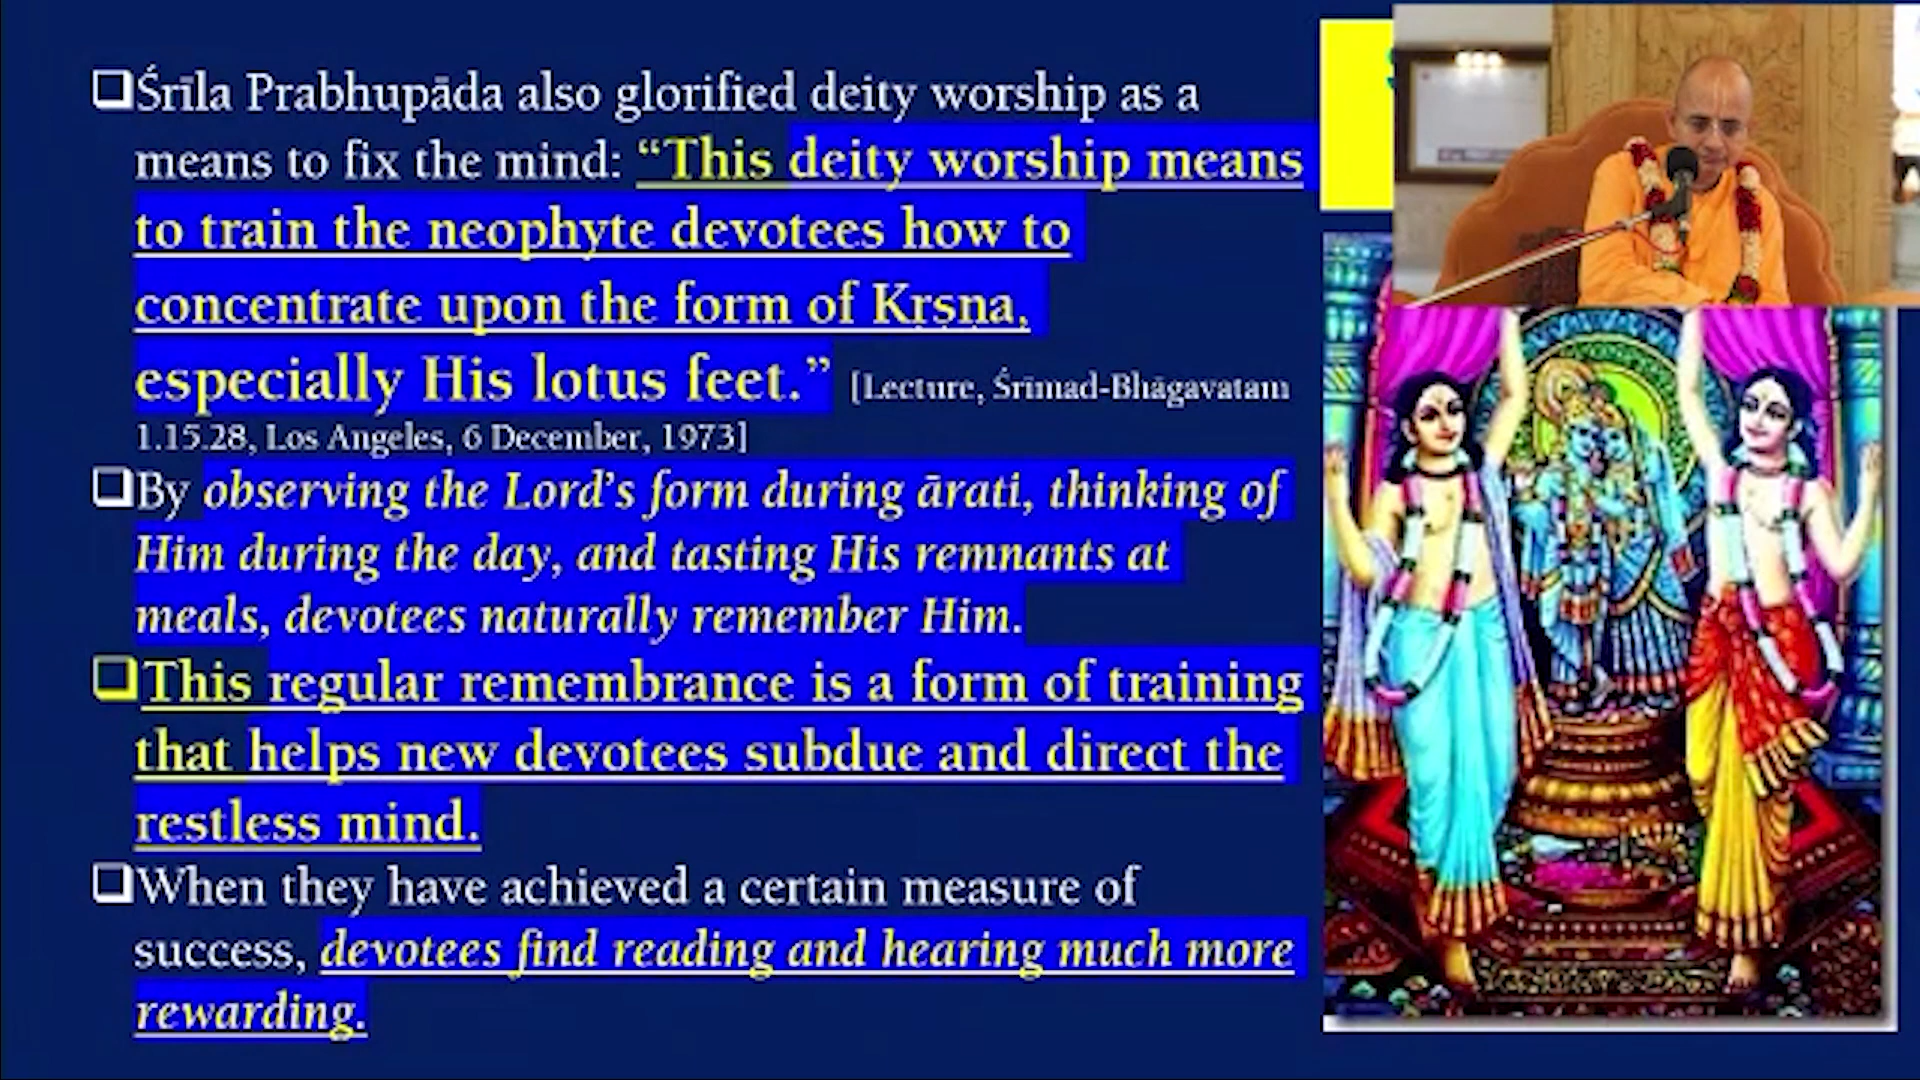 Śrīla Prabhupāda also glorified deity worship as a
means to fix the mind: “This deity worship means
to train the neophyte devotees how to
concentrate upon the form of Kṛṣṇa,
especially His lotus feet.” [Lecture, Śrīmad-Bhāgavatam
1.15.28, Los Angeles, 6 December, 1973]
By observing the Lord’s form during ārati, thinking of
Him during the day, and tasting His remnants at
meals, devotees naturally remember Him.
This regular remembrance is a form of training
that helps new devotees subdue and direct the
restless mind.
When they have achieved a certain measure of
success, devotees find reading and hearing much more
rewarding.